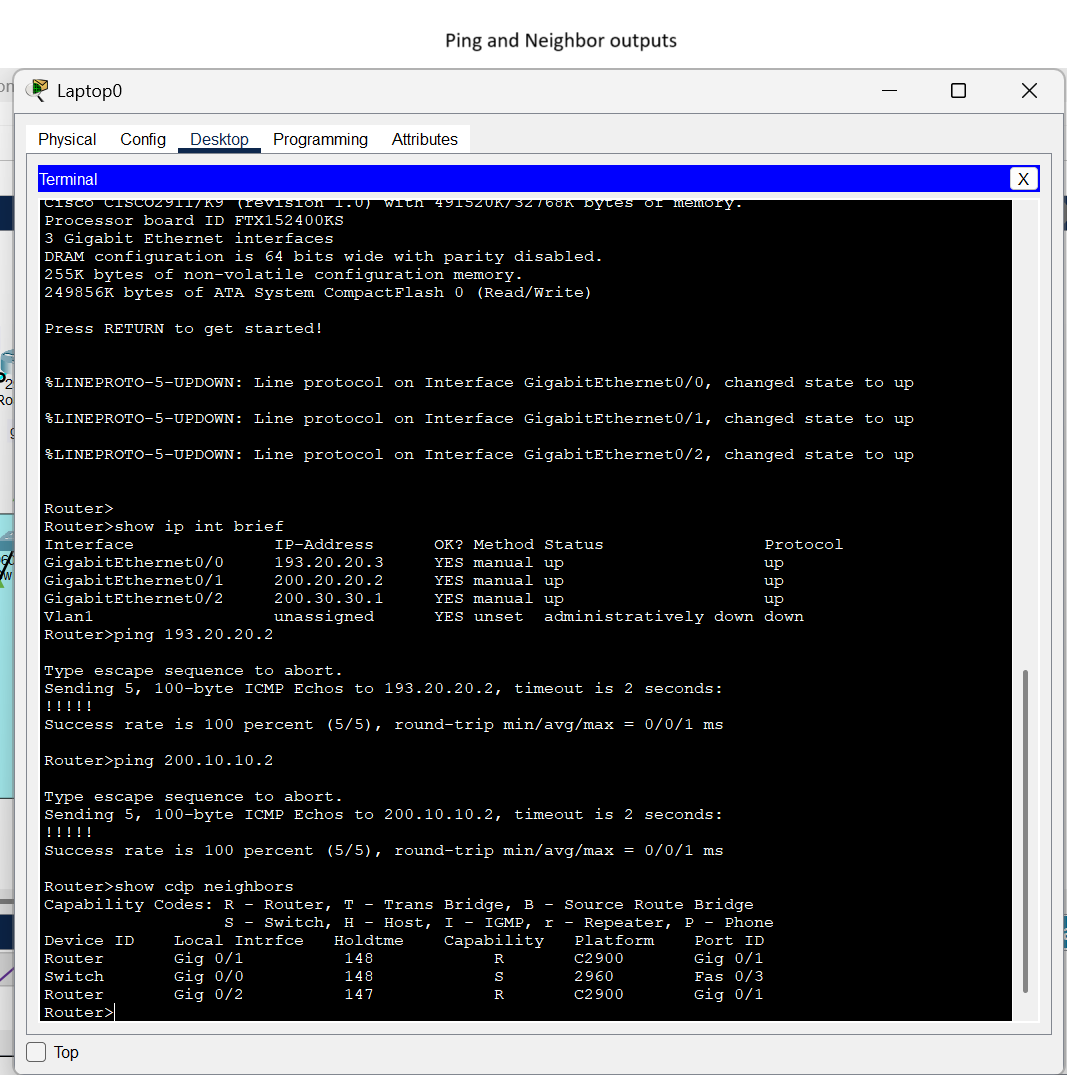 Ping and Neighbor outputs
Laptop0
Physical Config Desktop Programming Attributes
Terminal X
Cisco CISCO2911/K9 (revision 1.0) with 491520K/32768K bytes of memory.
Processor board ID FTX152400KS
3 Gigabit Ethernet interfaces
DRAM configuration is 64 bits wide with parity disabled.
255K bytes of non-volatile configuration memory.
249856K bytes of ATA System CompactFlash 0 (Read/Write)
Press RETURN to get started!
%LINEPROTO-5-UPDOWN: Line protocol on Interface GigabitEthernet0/0, changed state to up
%LINEPROTO-5-UPDOWN: Line protocol on Interface GigabitEthernet0/1, changed state to up
%LINEPROTO-5-UPDOWN: Line protocol on Interface GigabitEthernet0/2, changed state to up
Router>
Router>show ip int brief
Interface IP-Address OK? Method Status Protocol
GigabitEthernet0/0 193.20.20.3 YES manual up up
GigabitEthernet0/1 200.20.20.2 YES manual up up
GigabitEthernet0/2 200.30.30.1 YES manual up up
Vlan1 unassigned YES unset administratively down down
Router>ping 193.20.20.2
Type escape sequence to abort.
Sending 5, 100-byte ICMP Echos to 193.20.20.2, timeout is 2 seconds:
!!!!!
Success rate is 100 percent (5/5), round-trip min/avg/max = 0/0/1 ms
Router>ping 200.10.10.2
Type escape sequence to abort.
Sending 5, 100-byte ICMP Echos to 200.10.10.2, timeout is 2 seconds:
!!!!!
Success rate is 100 percent (5/5), round-trip min/avg/max = 0/0/1 ms
Router>show cdp neighbors
Capability Codes: R - Router, T - Trans Bridge, B - Source Route Bridge
S - Switch, H - Host, I - IGMP, r - Repeater, P - Phone
Device ID Local Intrfce Holdtme Capability Platform Port ID
Router Gig 0/1 148 R C2900 Gig 0/1
Switch Gig 0/0 148 S 2960 Fas 0/3
Router Gig 0/2 147 R C2900 Gig 0/1
Router>
Top